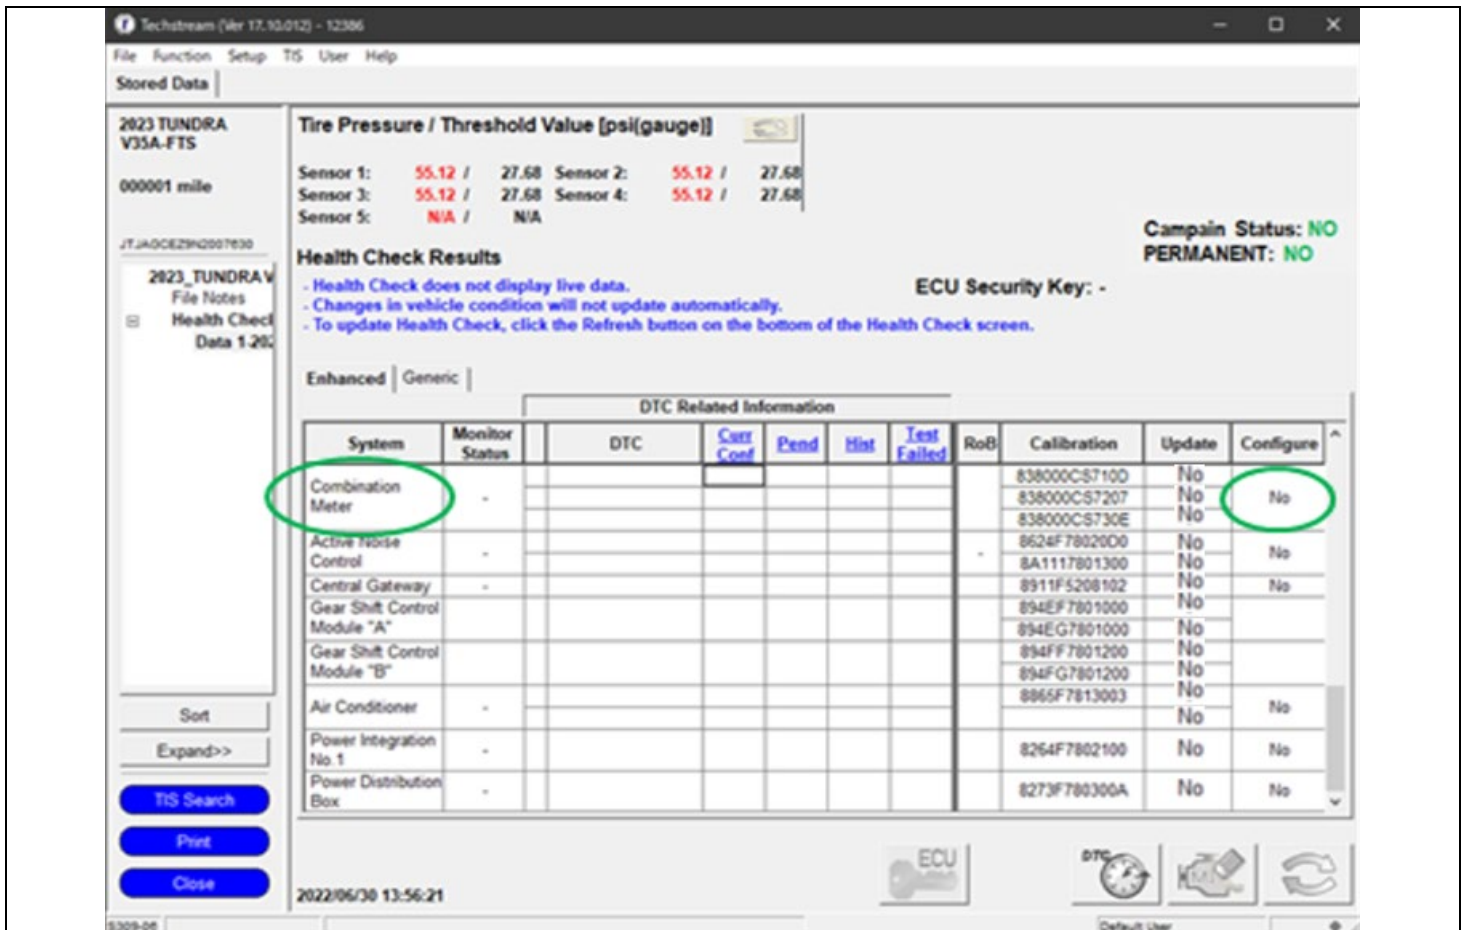 Techstream (Ver 17.10.012) - 12386
File Function Setup TIS User Help
Stored Data
2023 TUNDRA
V35A-FTS
000001 mile
JTJAGCEZ9N2007630
2023_TUNDRA V
File Notes
Health Check
Data 1-202
Sort
Expand>>
TIS Search
Print
Close
Tire Pressure / Threshold Value [psi(gauge)]
Sensor 1: 55.12 / 27.68 Sensor 2: 55.12 / 27.68
Sensor 3: 55.12 / 27.68 Sensor 4: 55.12 / 27.68
Sensor 5: N/A / N/A
Campain Status: NO
PERMANENT: NO
Health Check Results
- Health Check does not display live data.
- Changes in vehicle condition will not update automatically.
- To update Health Check, click the Refresh button on the bottom of the Health Check screen.
ECU Security Key: -
Enhanced Generic
DTC Related Information
System Monitor Status DTC Curr Conf Pend Hist Test Failed RoB Calibration Update Configure
Combination Meter - 838000CS710D No No
838000CS7207 No
838000CS730E No
Active Noise Control - - 8624F78020D0 No No
8A1117801300 No
Central Gateway - 8911F5208102 No No
Gear Shift Control Module "A" 894EF7801000 No
894EG7801000 No
Gear Shift Control Module "B" 894FF7801200 No
894FG7801200 No
Air Conditioner - 8865F7813003 No No
No
Power Integration No.1 - 8264F7802100 No No
Power Distribution Box - 8273F780300A No No
ECU
DTC
2022/06/30 13:56:21
S309-06
Default User